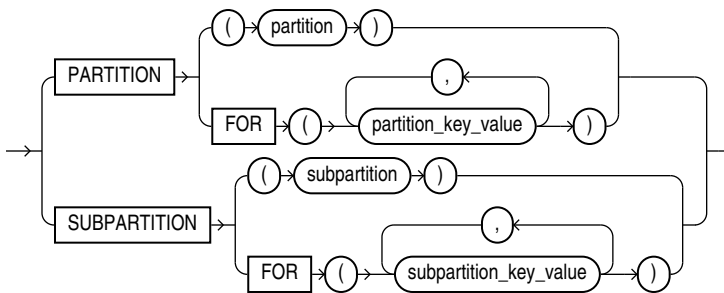 ( partition )
PARTITION
,
FOR ( partition_key_value )
( subpartition )
SUBPARTITION
,
FOR ( subpartition_key_value )